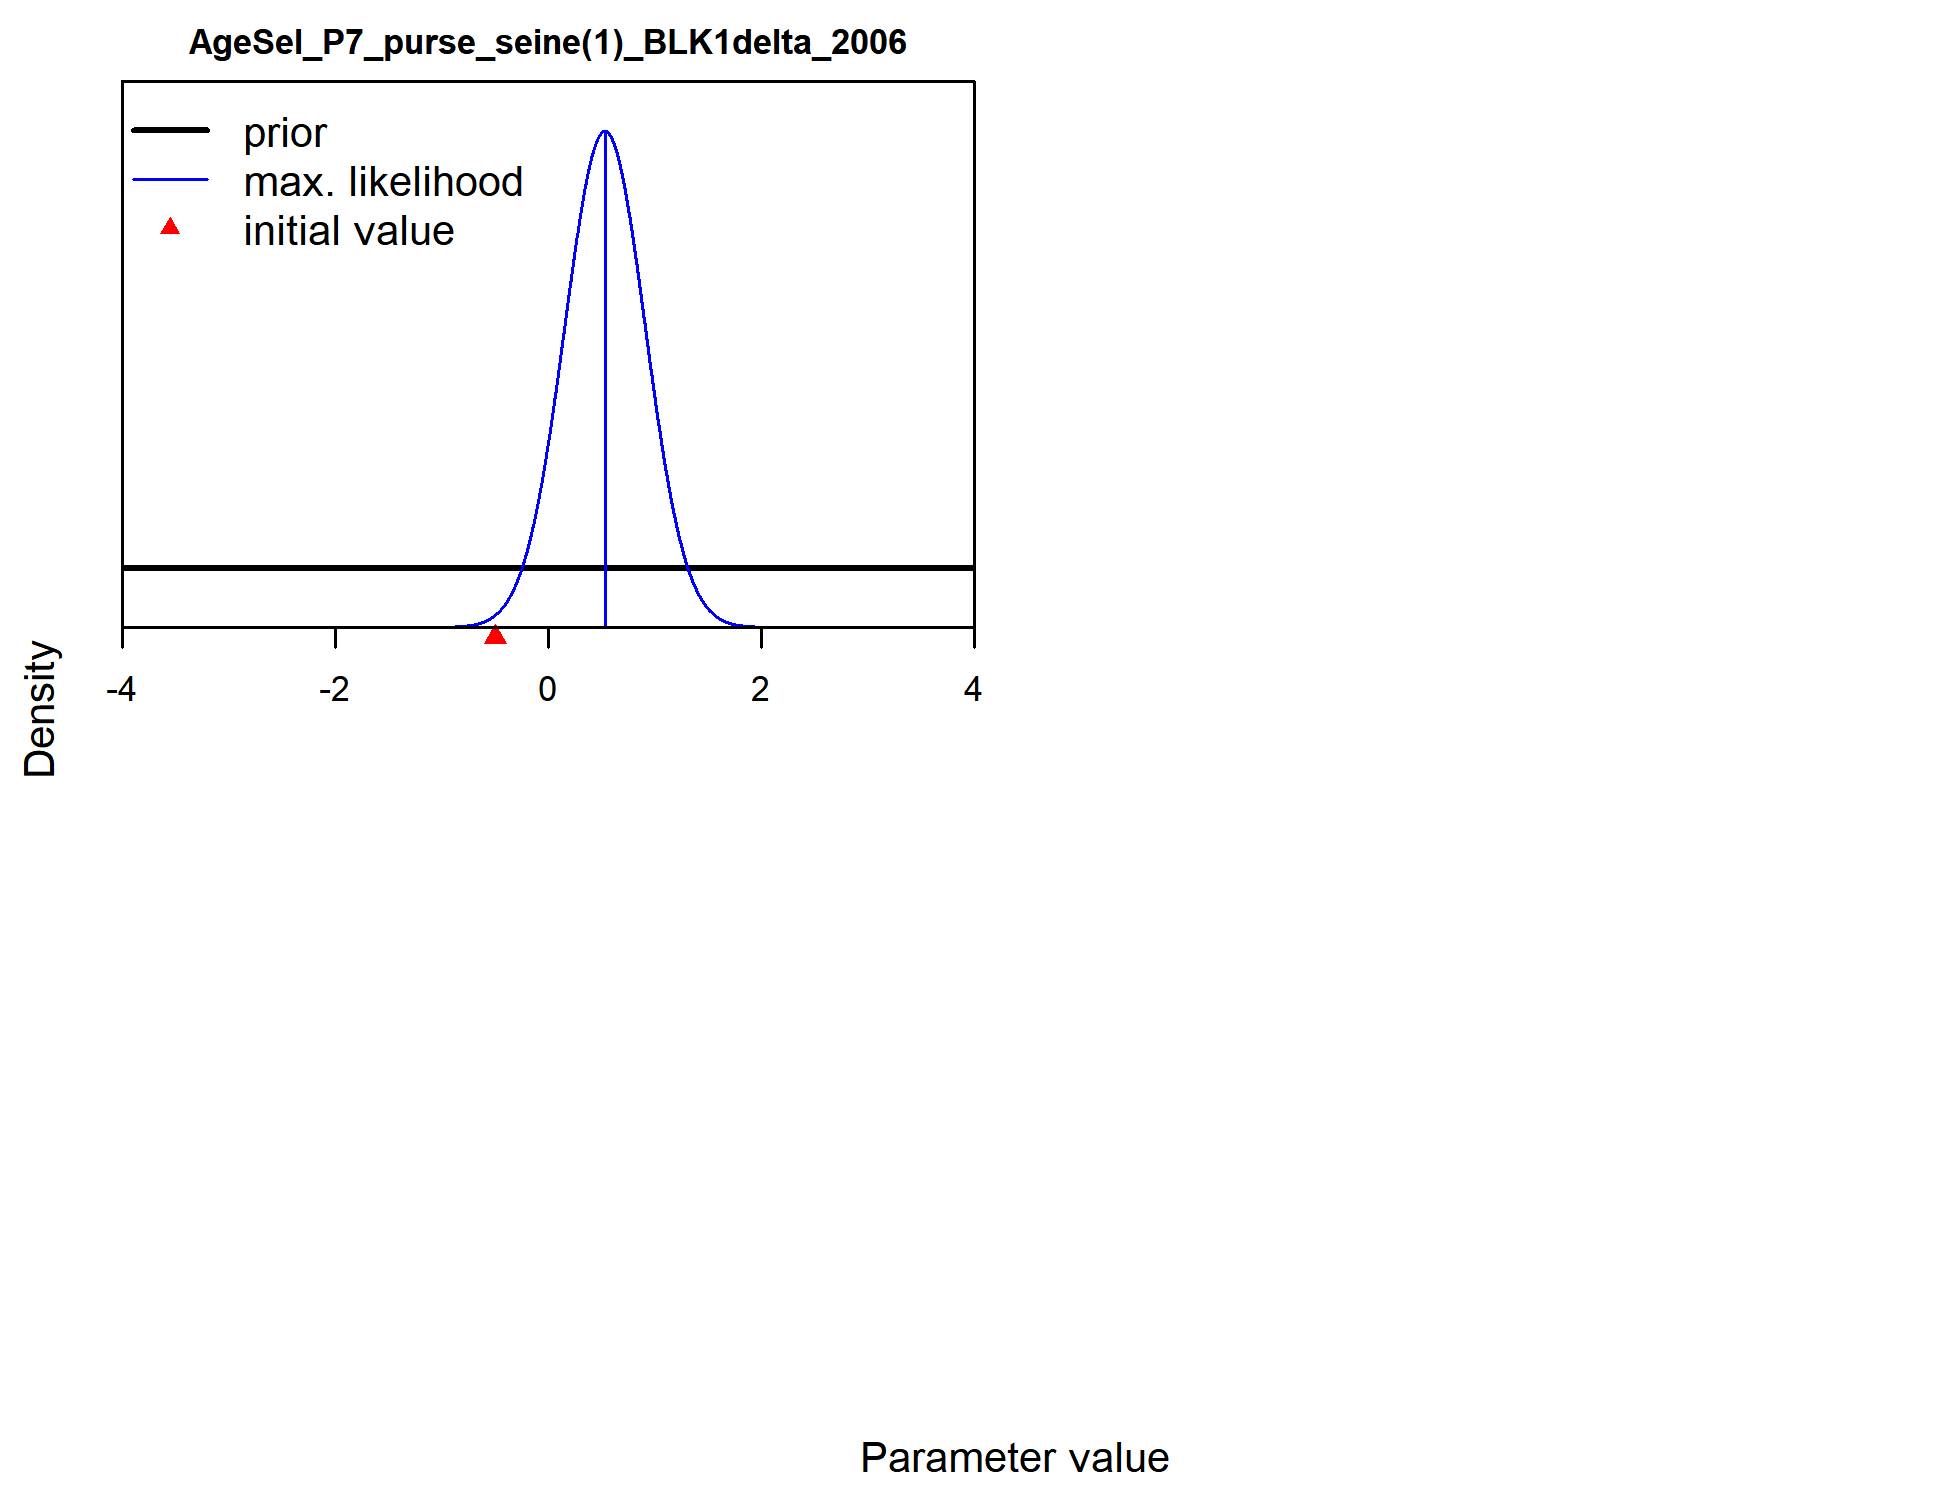 AgeSel_P7_purse_seine(1)_BLK1delta_2006
prior
max. likelihood
initial value
-4 -2 0 2 4
Density
Parameter value